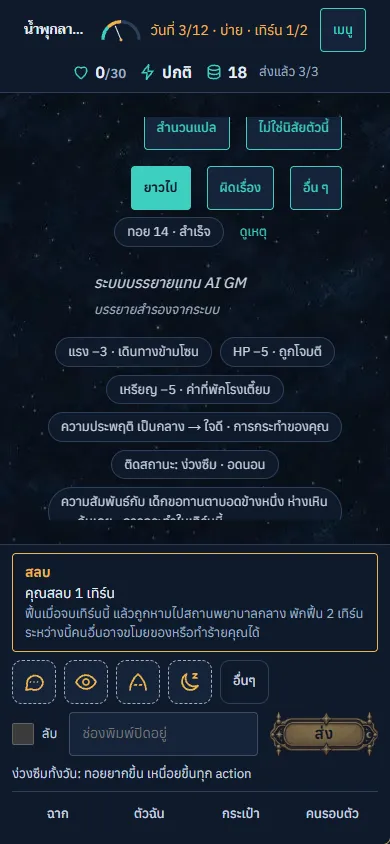 น้ำพุกลา... วันที่ 3/12 · บ่าย · เทิร์น 1/2 เมนู
0/30 ปกติ 18 ส่งแล้ว 3/3
สำนวนแปล ไม่ใช่นิสัยตัวนี้
ยาวไป ผิดเรื่อง อื่น ๆ
ทอย 14 · สำเร็จ ดูเหตุ
ระบบบรรยายแทน AI GM
บรรยายสำรองจากระบบ
แรง −3 · เดินทางข้ามโซน HP −5 · ถูกโจมตี
เหรียญ −5 · ค่าที่พักโรงเตี้ยม
ความประพฤติ เป็นกลาง → ใจดี · การกระทำของคุณ
ติดสถานะ: ง่วงซึม · อดนอน
ความสัมพันธ์กับ เด็กขอทานตาบอดข้างหนึ่ง ห่างเหิน
สลบ
คุณสลบ 1 เทิร์น
ฟื้นเมื่อจบเทิร์นนี้ แล้วถูกหามไปสถานพยาบาลกลาง พักฟื้น 2 เทิร์น
ระหว่างนี้คนอื่นอาจขโมยของหรือทำร้ายคุณได้
อื่นๆ
ลับ ช่องพิมพ์ปิดอยู่ ส่ง
ง่วงซึมทั้งวัน: ทอยยากขึ้น เหนื่อยขึ้นทุก action
ฉาก ตัวฉัน กระเป๋า คนรอบตัว